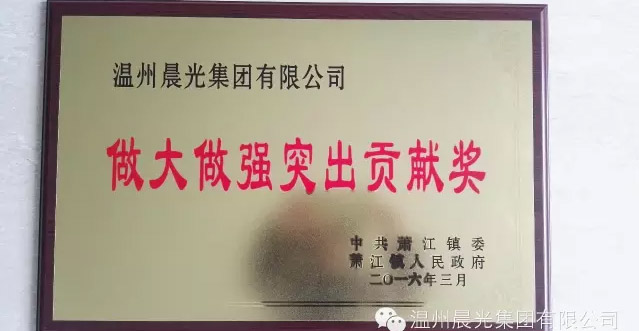 温州晨光集团有限公司
做大做强突出贡献奖
中共萧江镇委
萧江镇人民政府
二〇一六年三月
温州晨光集团有限公司